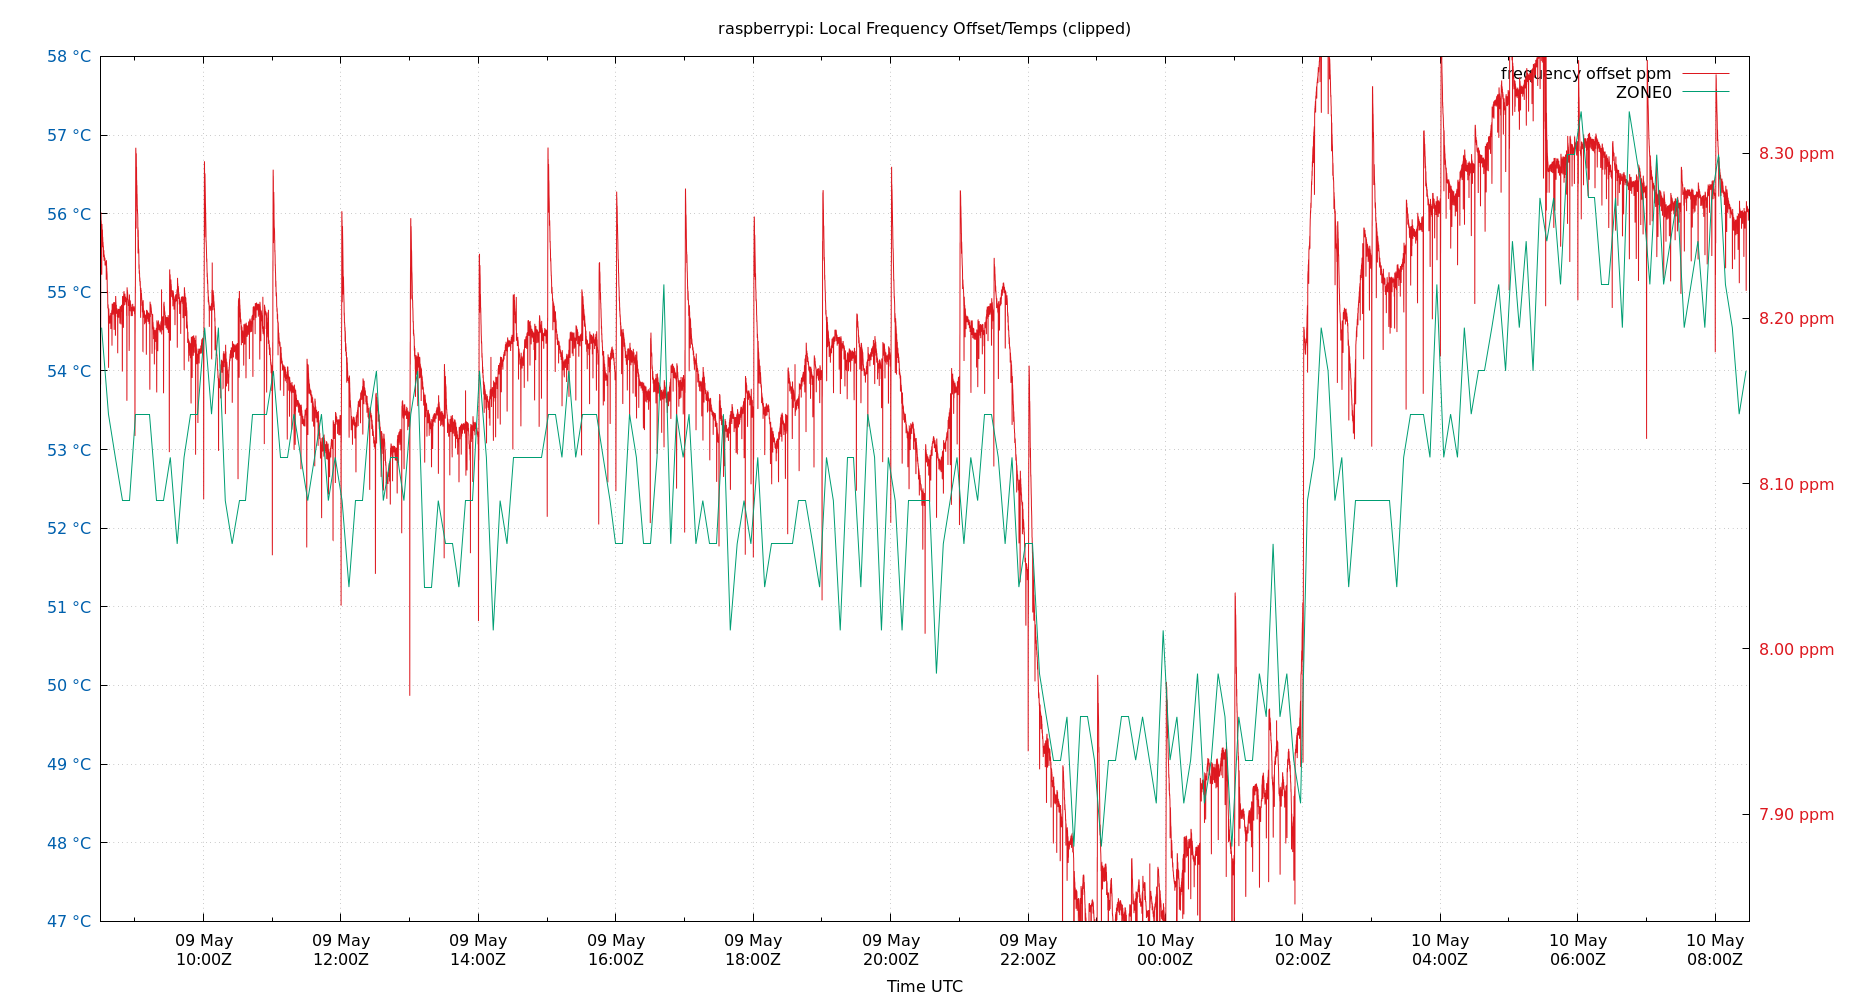 raspberrypi: Local Frequency Offset/Temps (clipped)
58 °C
57 °C
56 °C
55 °C
54 °C
53 °C
52 °C
51 °C
50 °C
49 °C
48 °C
47 °C
frequency offset ppm
ZONE0
8.30 ppm
8.20 ppm
8.10 ppm
8.00 ppm
7.90 ppm
09 May 09 May 09 May 09 May 09 May 09 May 09 May 10 May 10 May 10 May 10 May 10 May
10:00Z 12:00Z 14:00Z 16:00Z 18:00Z 20:00Z 22:00Z 00:00Z 02:00Z 04:00Z 06:00Z 08:00Z
Time UTC